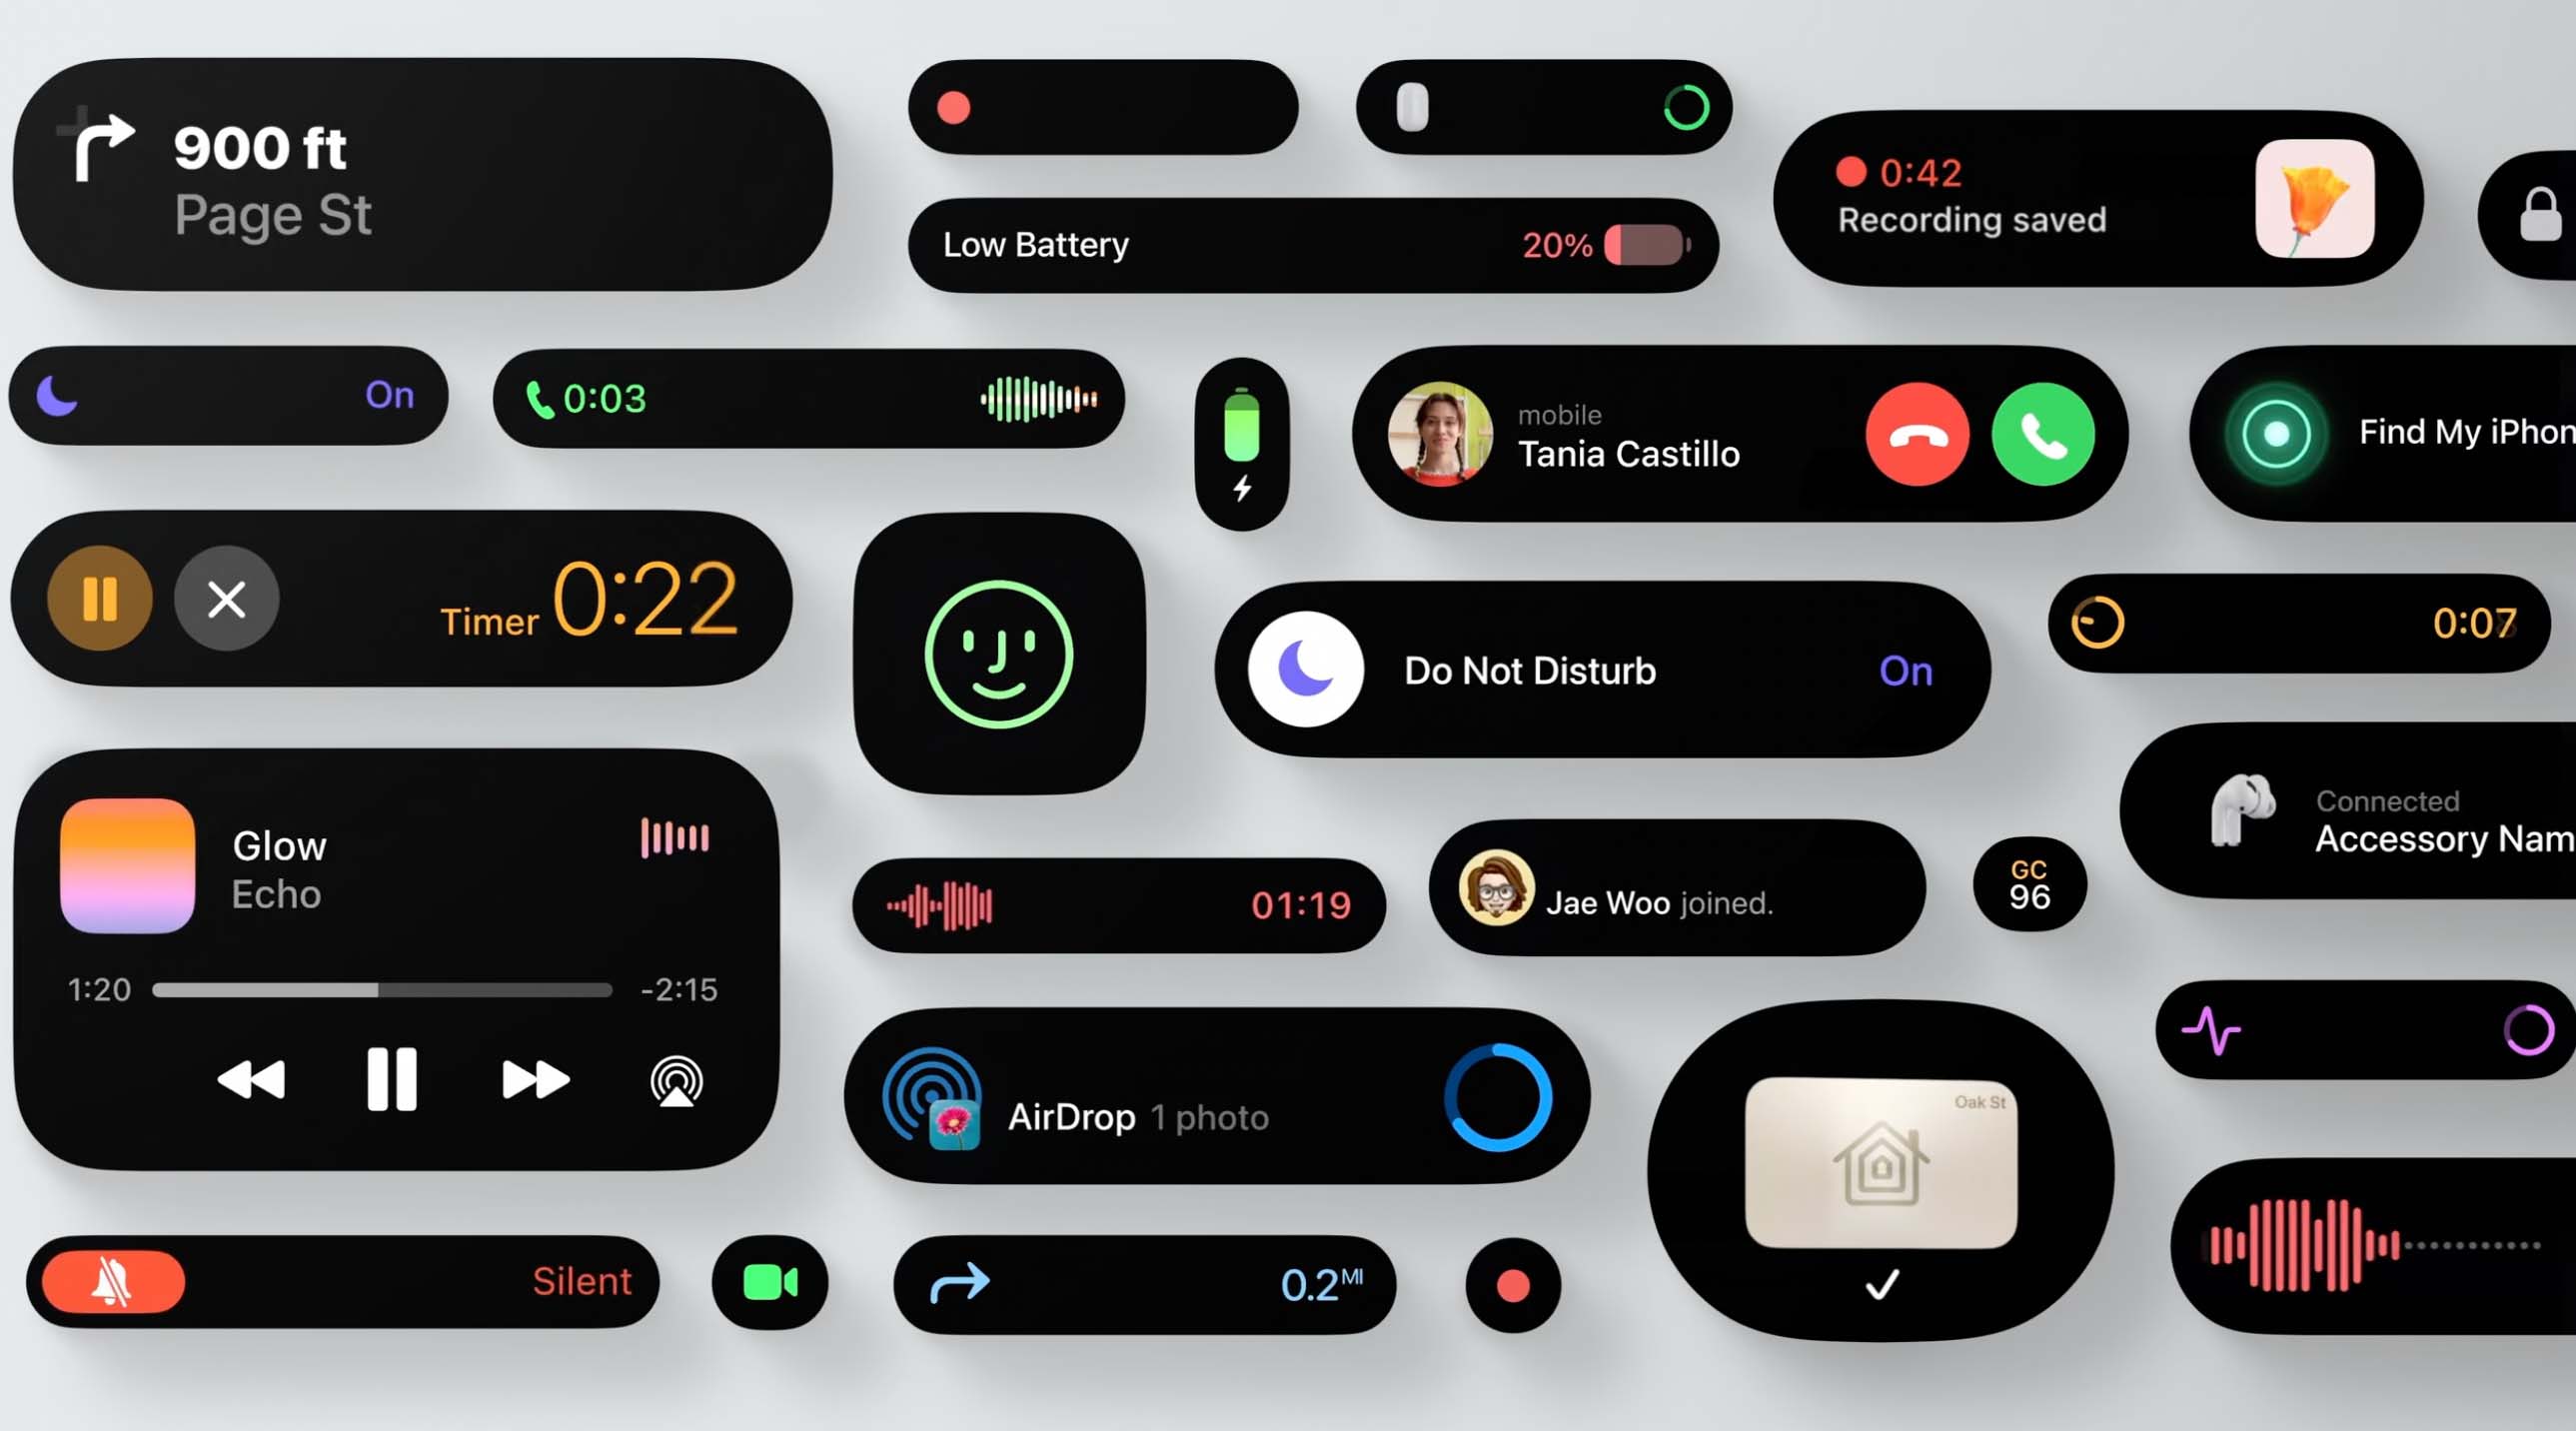 900 ft
Page St
Low Battery
20%
0:42
Recording saved
On
0:03
mobile
Tania Castillo
Find My iPhon
Timer 0:22
Do Not Disturb
On
0:07
Glow
Echo
1:20
-2:15
01:19
Jae Woo joined.
GC
96
Connected
Accessory Nam
AirDrop 1 photo
Oak St
Silent
0.2MI